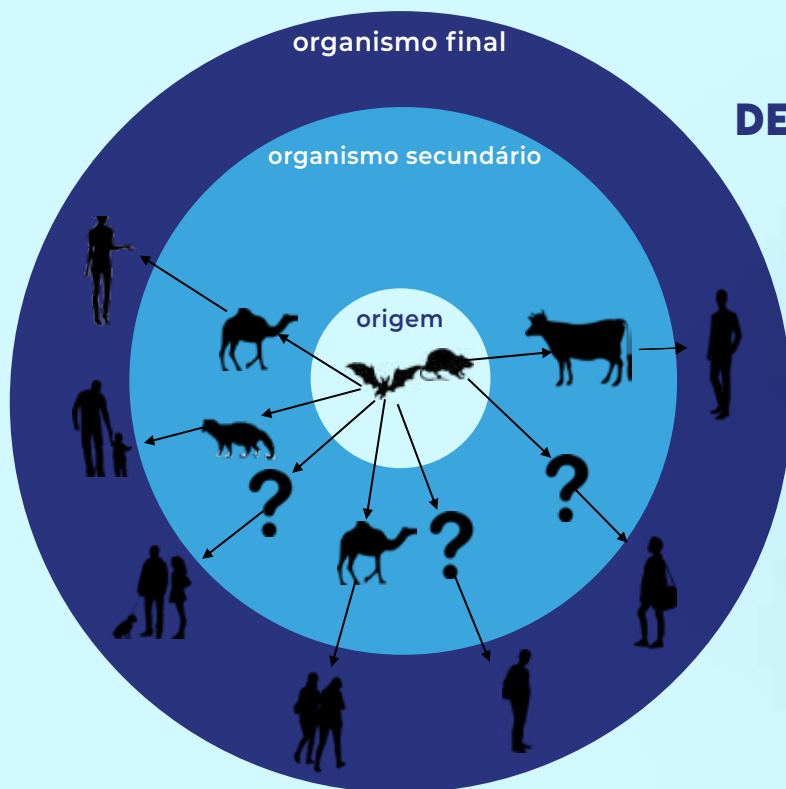 organismo final
DE
organismo secundário
origem
?
?
?